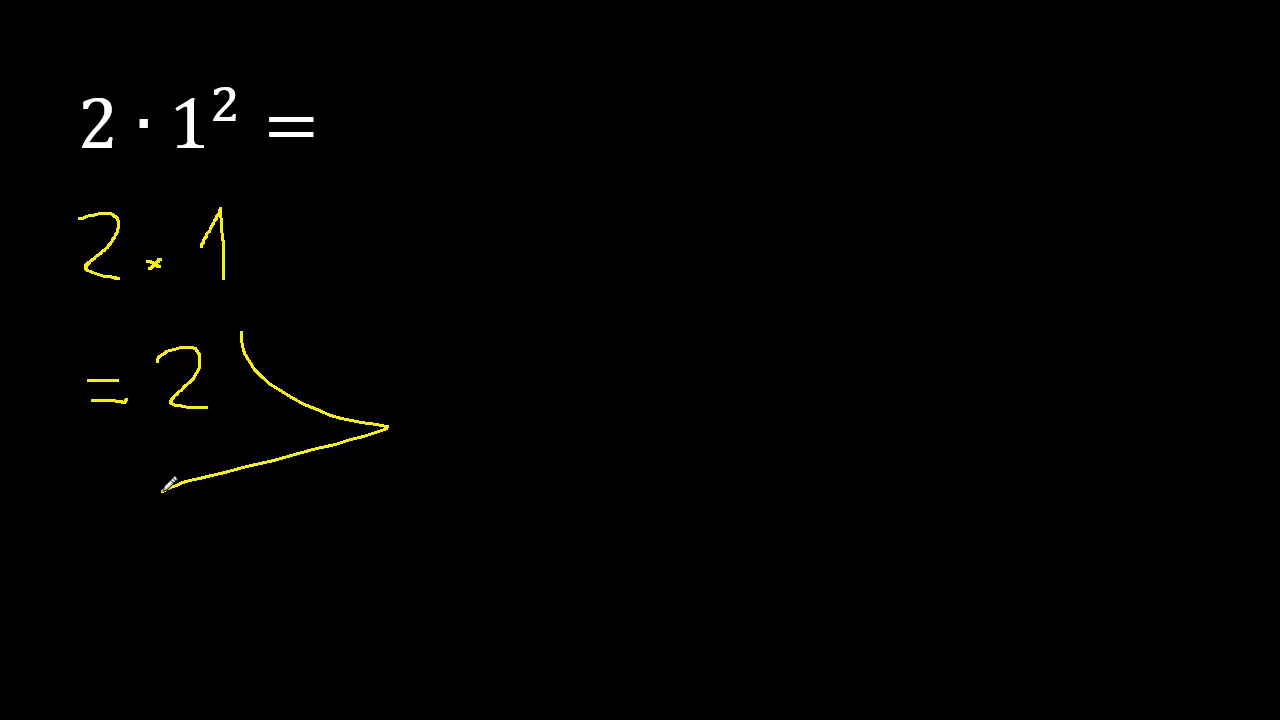 2 · 1² =
2 × 1
= 2